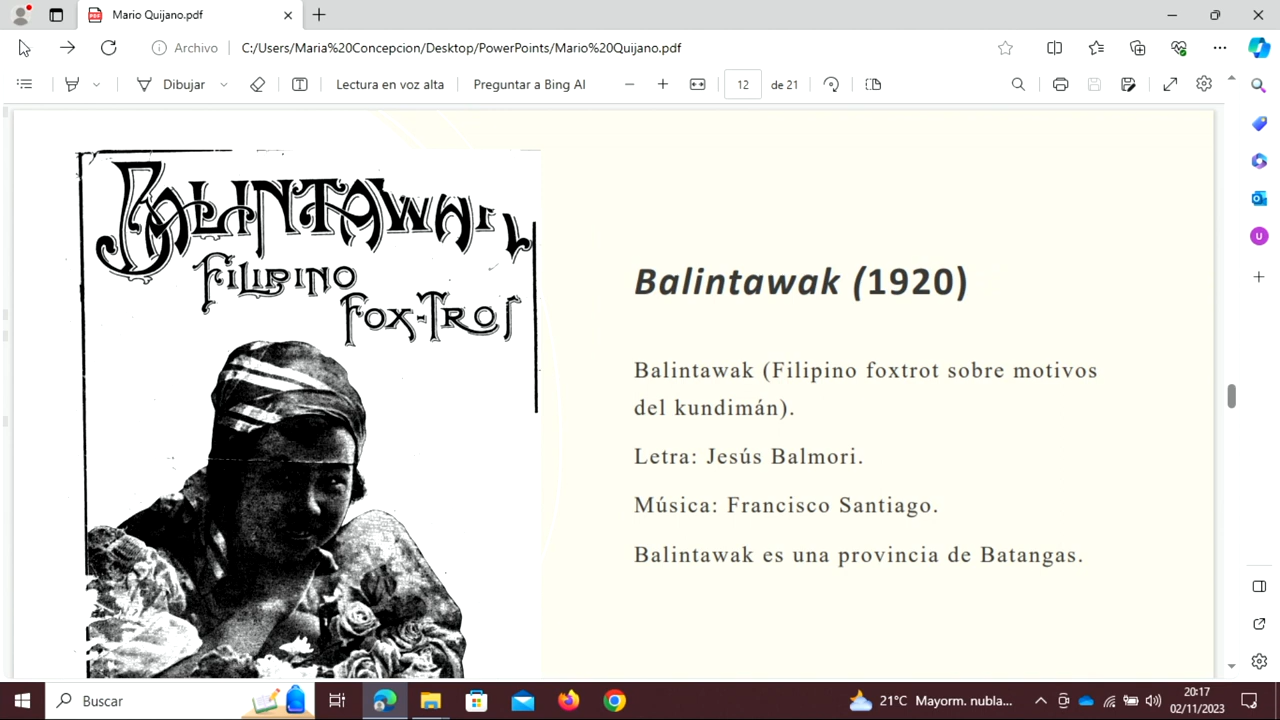 Mario Quijano.pdf
Archivo
C:/Users/Maria%20Concepcion/Desktop/PowerPoints/Mario%20Quijano.pdf
Dibujar
Lectura en voz alta
Preguntar a Bing AI
12
de 21
BALINTAWAK
FILIPINO
FOX-TROT
Balintawak (1920)
Balintawak (Filipino foxtrot sobre motivos
del kundimán).
Letra: Jesús Balmori.
Música: Francisco Santiago.
Balintawak es una provincia de Batangas.
U
Buscar
21°C Mayorm. nubla...
20:17
02/11/2023